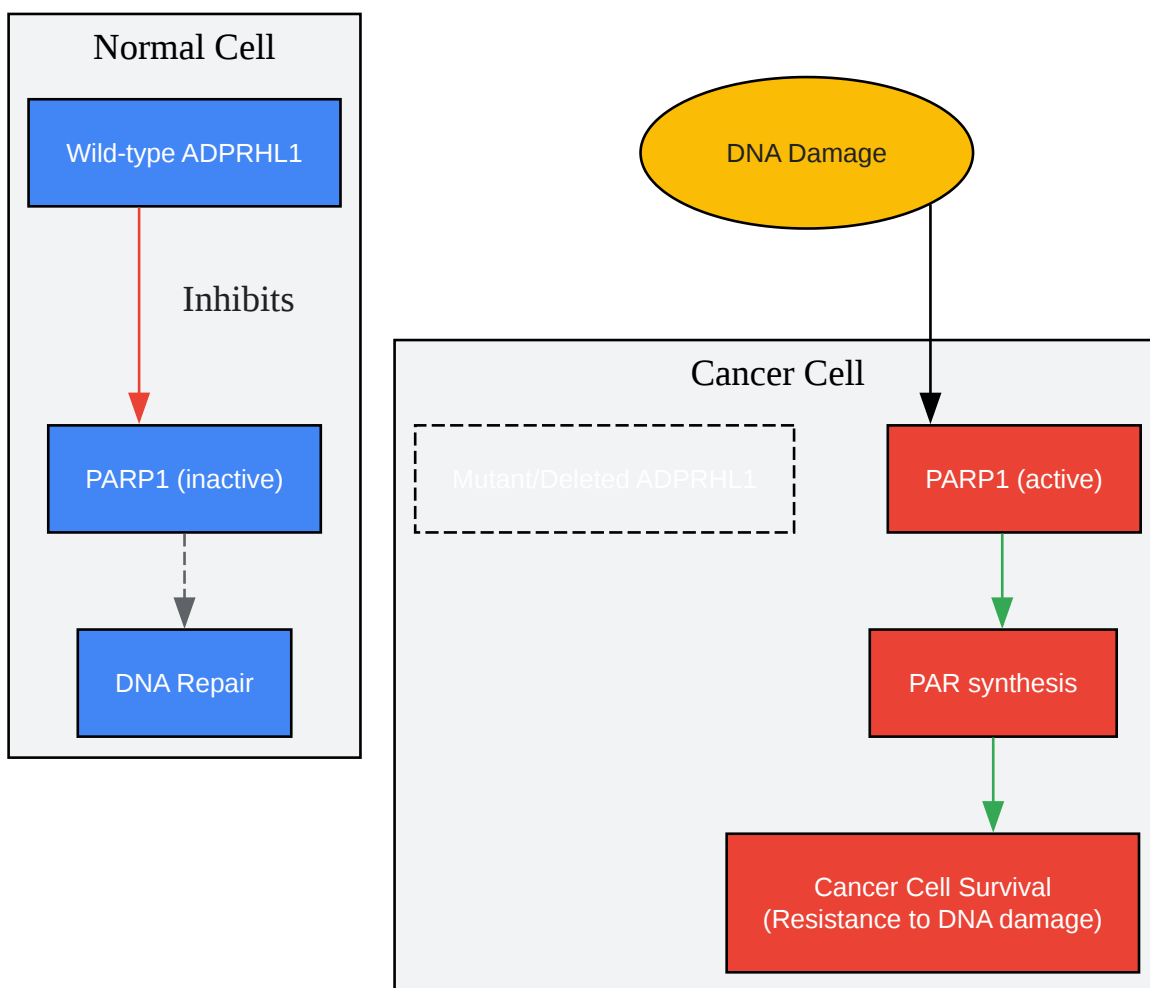 Normal Cell
Wild-type ADPRHL1
Inhibits
PARP1 (inactive)
DNA Repair
DNA Damage
Cancer Cell
Mutant/Deleted ADPRHL1
PARP1 (active)
PAR synthesis
Cancer Cell Survival
(Resistance to DNA damage)